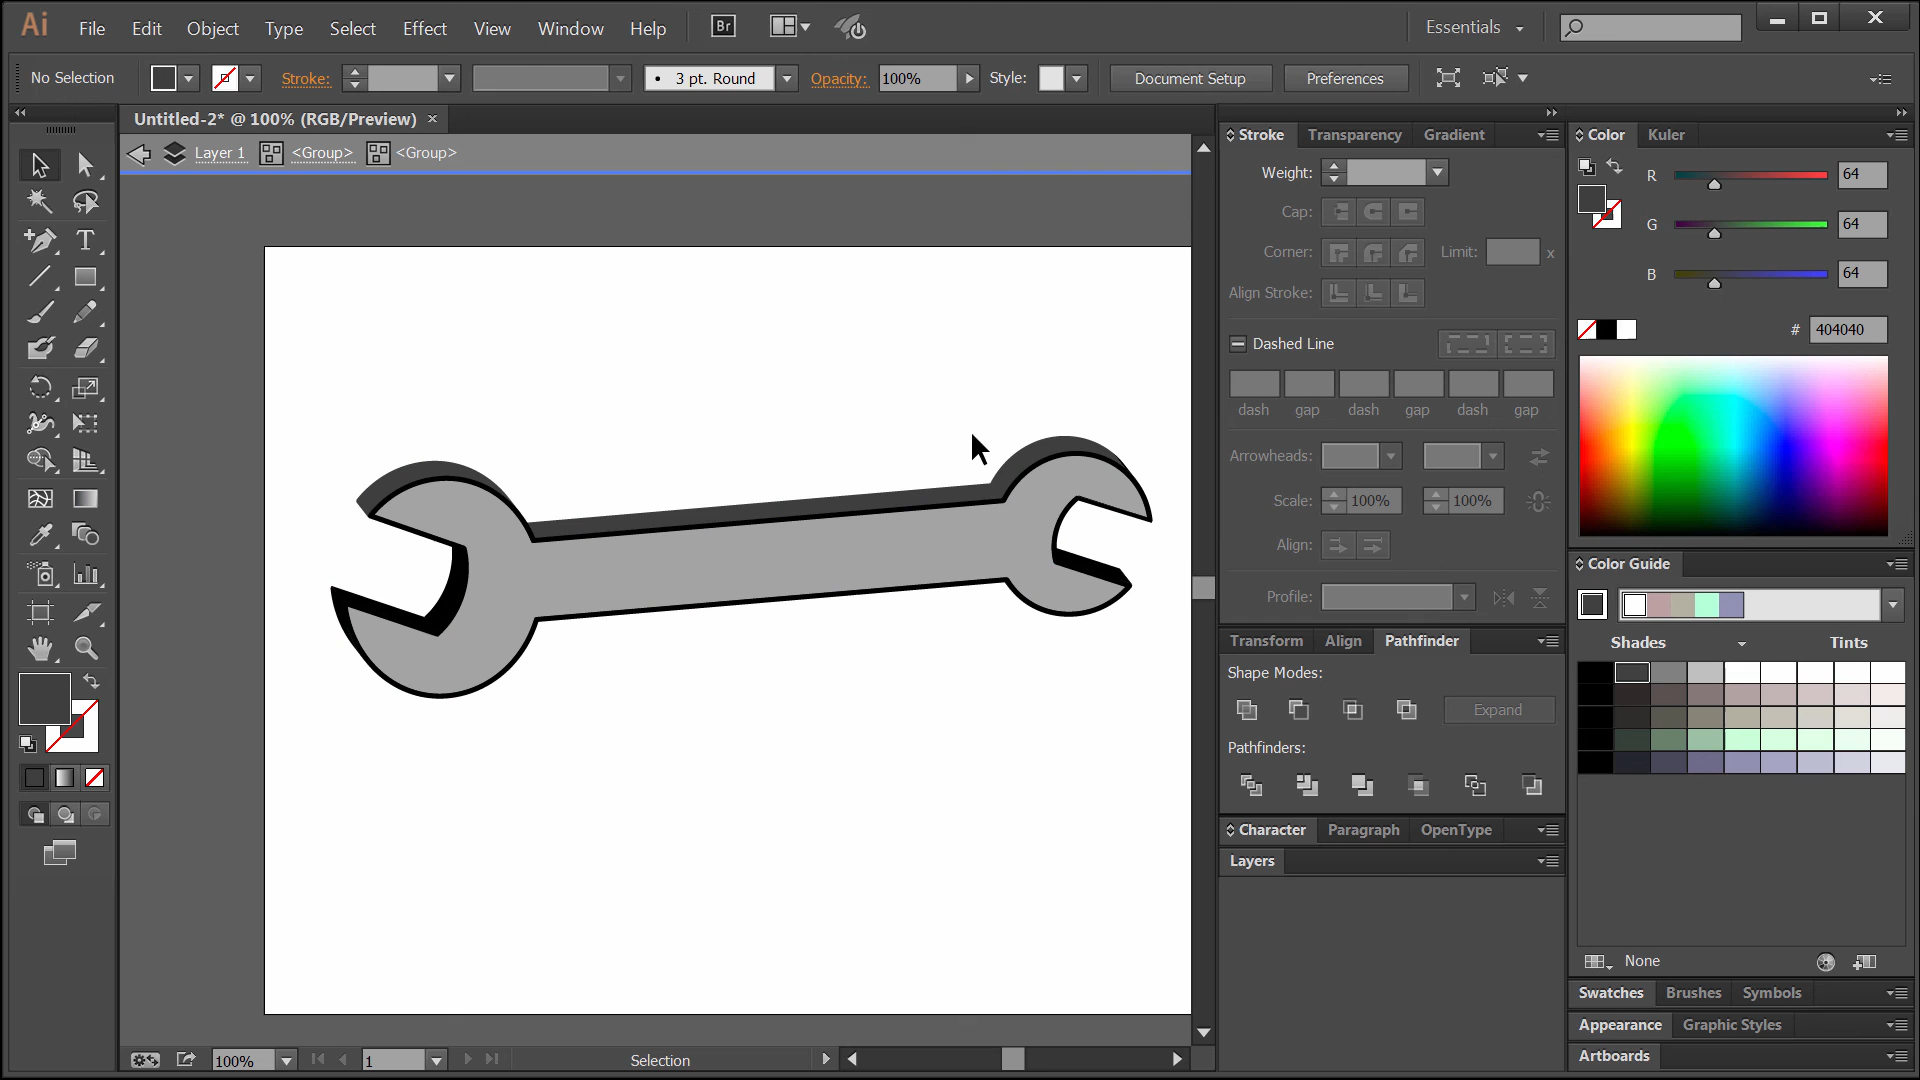 Ai File Edit Object Type Select Effect View Window Help Br Essentials
No Selection Stroke: 3 pt. Round Opacity: 100% Style: Document Setup Preferences
Untitled-2* @ 100% (RGB/Preview) ×
Layer 1 <Group> <Group>
Stroke Transparency Gradient
Weight:
Cap:
Corner: Limit: x
Align Stroke:
Dashed Line
dash gap dash gap dash gap
Arrowheads:
Scale: 100% 100%
Align:
Profile:
Transform Align Pathfinder
Shape Modes:
Expand
Pathfinders:
Character Paragraph OpenType
Layers
Color Kuler
R 64
G 64
B 64
# 404040
Color Guide
Shades Tints
None
Swatches Brushes Symbols
Appearance Graphic Styles
Artboards
100% 1 Selection